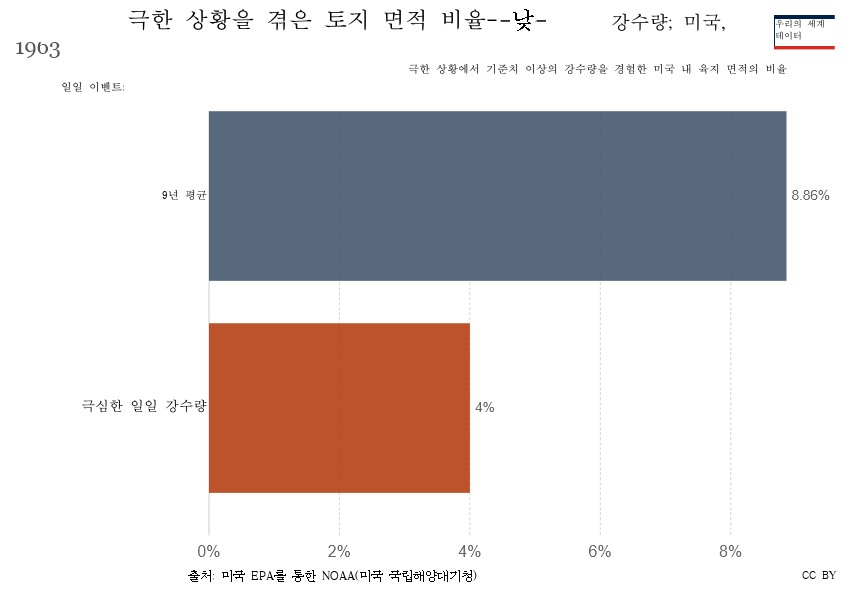 극한 상황을 겪은 토지 면적 비율--낮-
강수량; 미국,
1963
우리의 세계
데이터
극한 상황에서 기준치 이상의 강수량을 경험한 미국 내 육지 면적의 비율
일일 이벤트:
9년 평균
8.86%
극심한 일일 강수량
4%
0% 2% 4% 6% 8%
출처: 미국 EPA를 통한 NOAA(미국 국립해양대기청)
CC BY